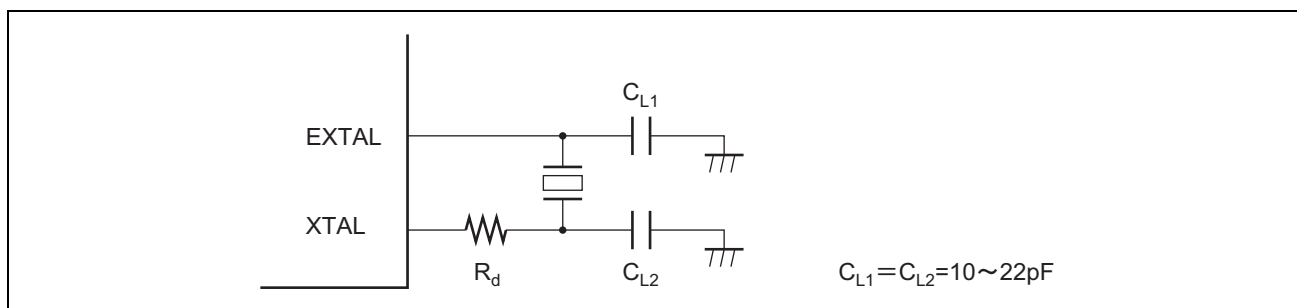 C_L1
EXTAL
XTAL
R_d
C_L2
C_L1＝C_L2=10～22pF